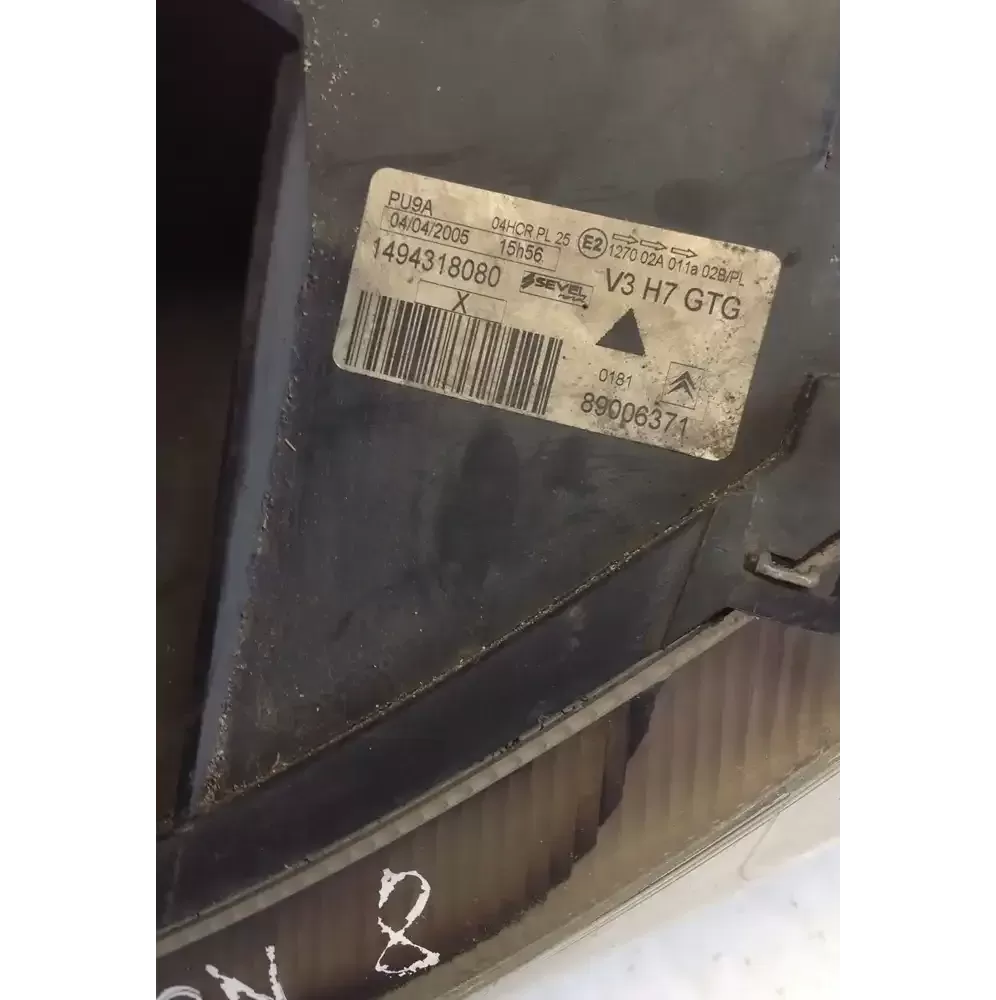 PU9A
04HCR PL 25
04/04/2005 15h56
E2
1270 02A 011a 02B/PL
1494318080
SEVEL
V3 H7 GTG
X
0181
89006371
8